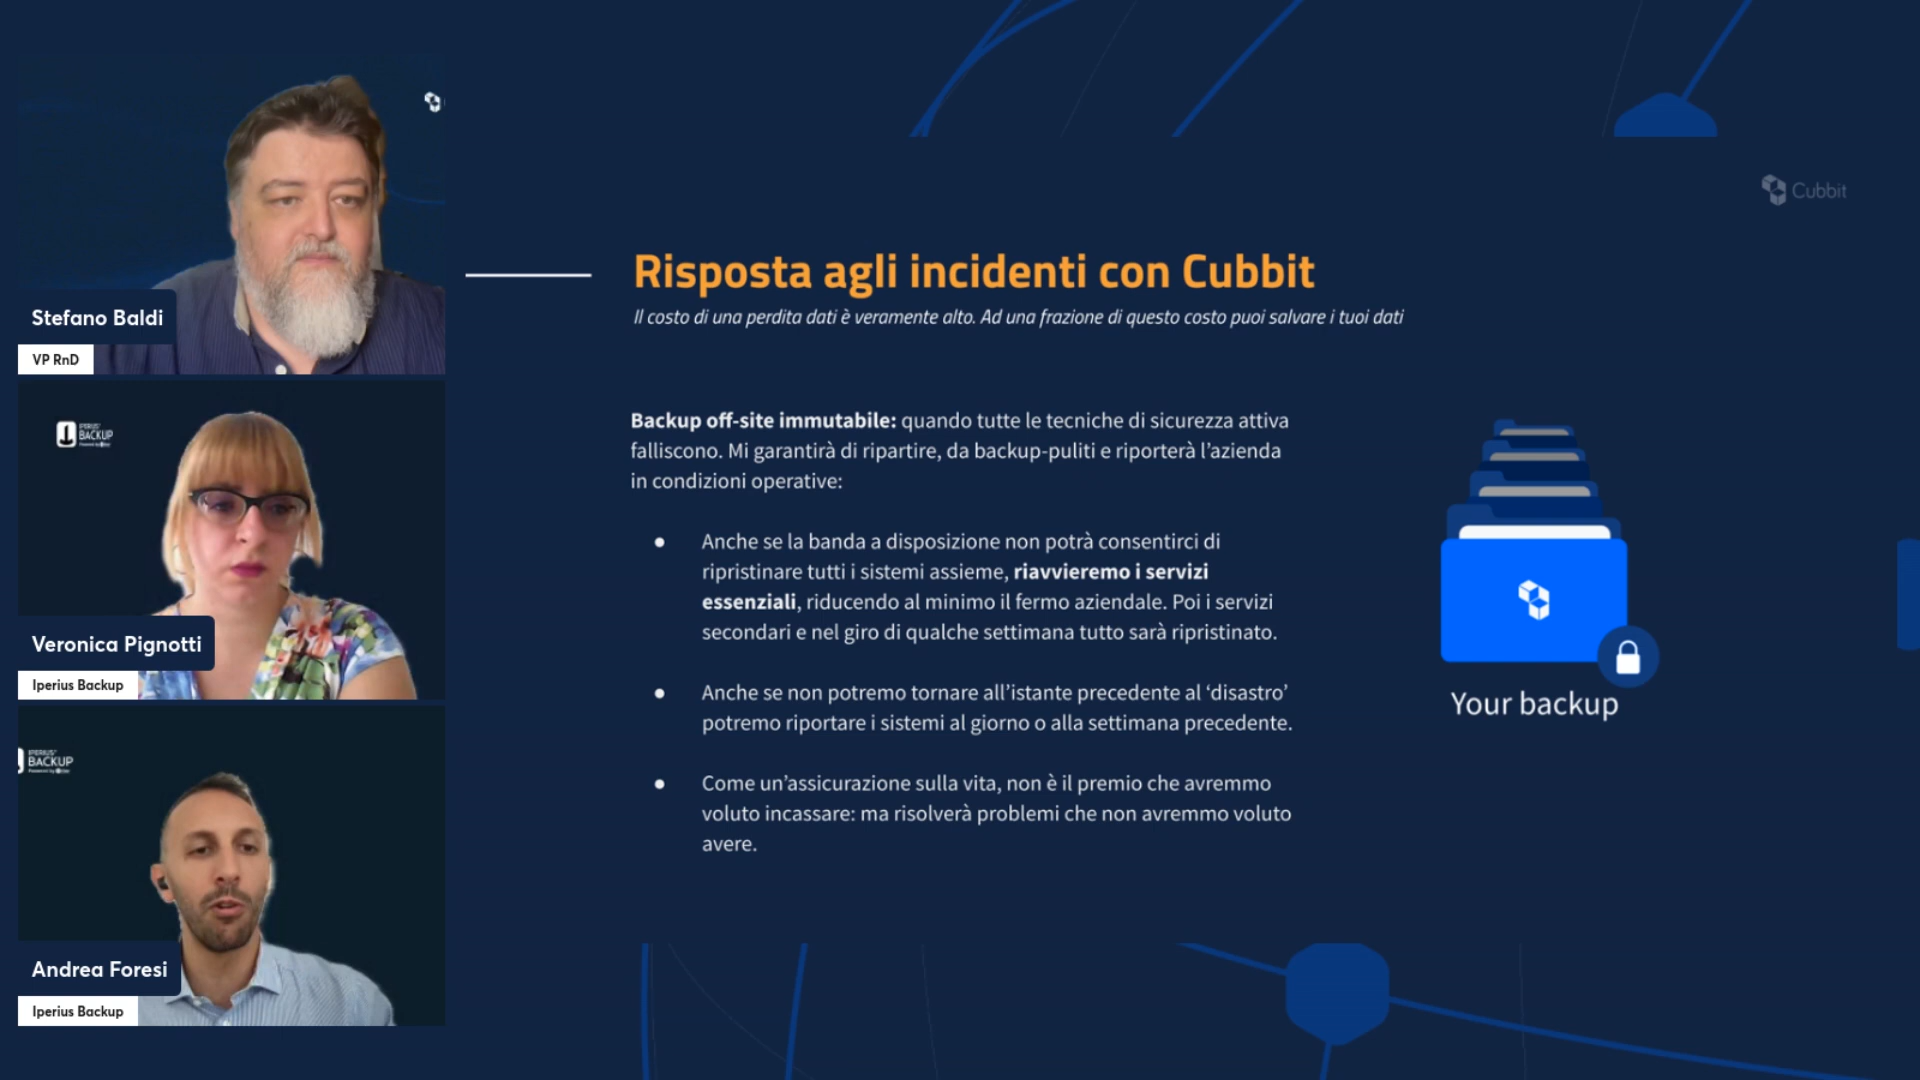 Stefano Baldi
VP RnD
IPERIUS
BACKUP
Powered by
Veronica Pignotti
Iperius Backup
IPERIUS
BACKUP
Powered by
Andrea Foresi
Iperius Backup
Cubbit
Risposta agli incidenti con Cubbit
Il costo di una perdita dati è veramente alto. Ad una frazione di questo costo puoi salvare i tuoi dati
Backup off-site immutabile: quando tutte le tecniche di sicurezza attiva
falliscono. Mi garantirà di ripartire, da backup-puliti e riporterà l’azienda
in condizioni operative:
● Anche se la banda a disposizione non potrà consentirci di
ripristinare tutti i sistemi assieme, riavvieremo i servizi
essenziali, riducendo al minimo il fermo aziendale. Poi i servizi
secondari e nel giro di qualche settimana tutto sarà ripristinato.
● Anche se non potremo tornare all’istante precedente al ‘disastro’
potremo riportare i sistemi al giorno o alla settimana precedente.
● Come un’assicurazione sulla vita, non è il premio che avremmo
voluto incassare: ma risolverà problemi che non avremmo voluto
avere.
Your backup